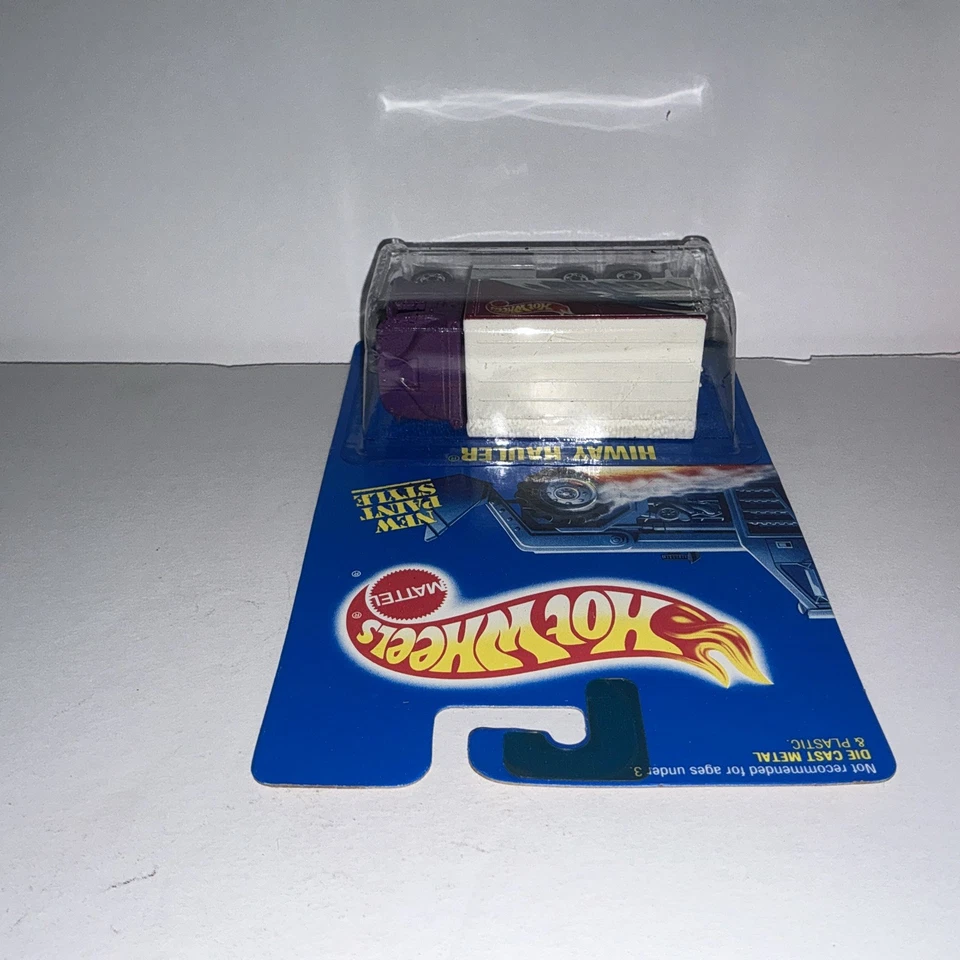 Not recommended for ages under 3.
DIE CAST METAL
& PLASTIC.
HOT WHEELS®
MATTEL®
NEW
PAINT
STYLE
HIWAY HAULER®
Hot Wheels